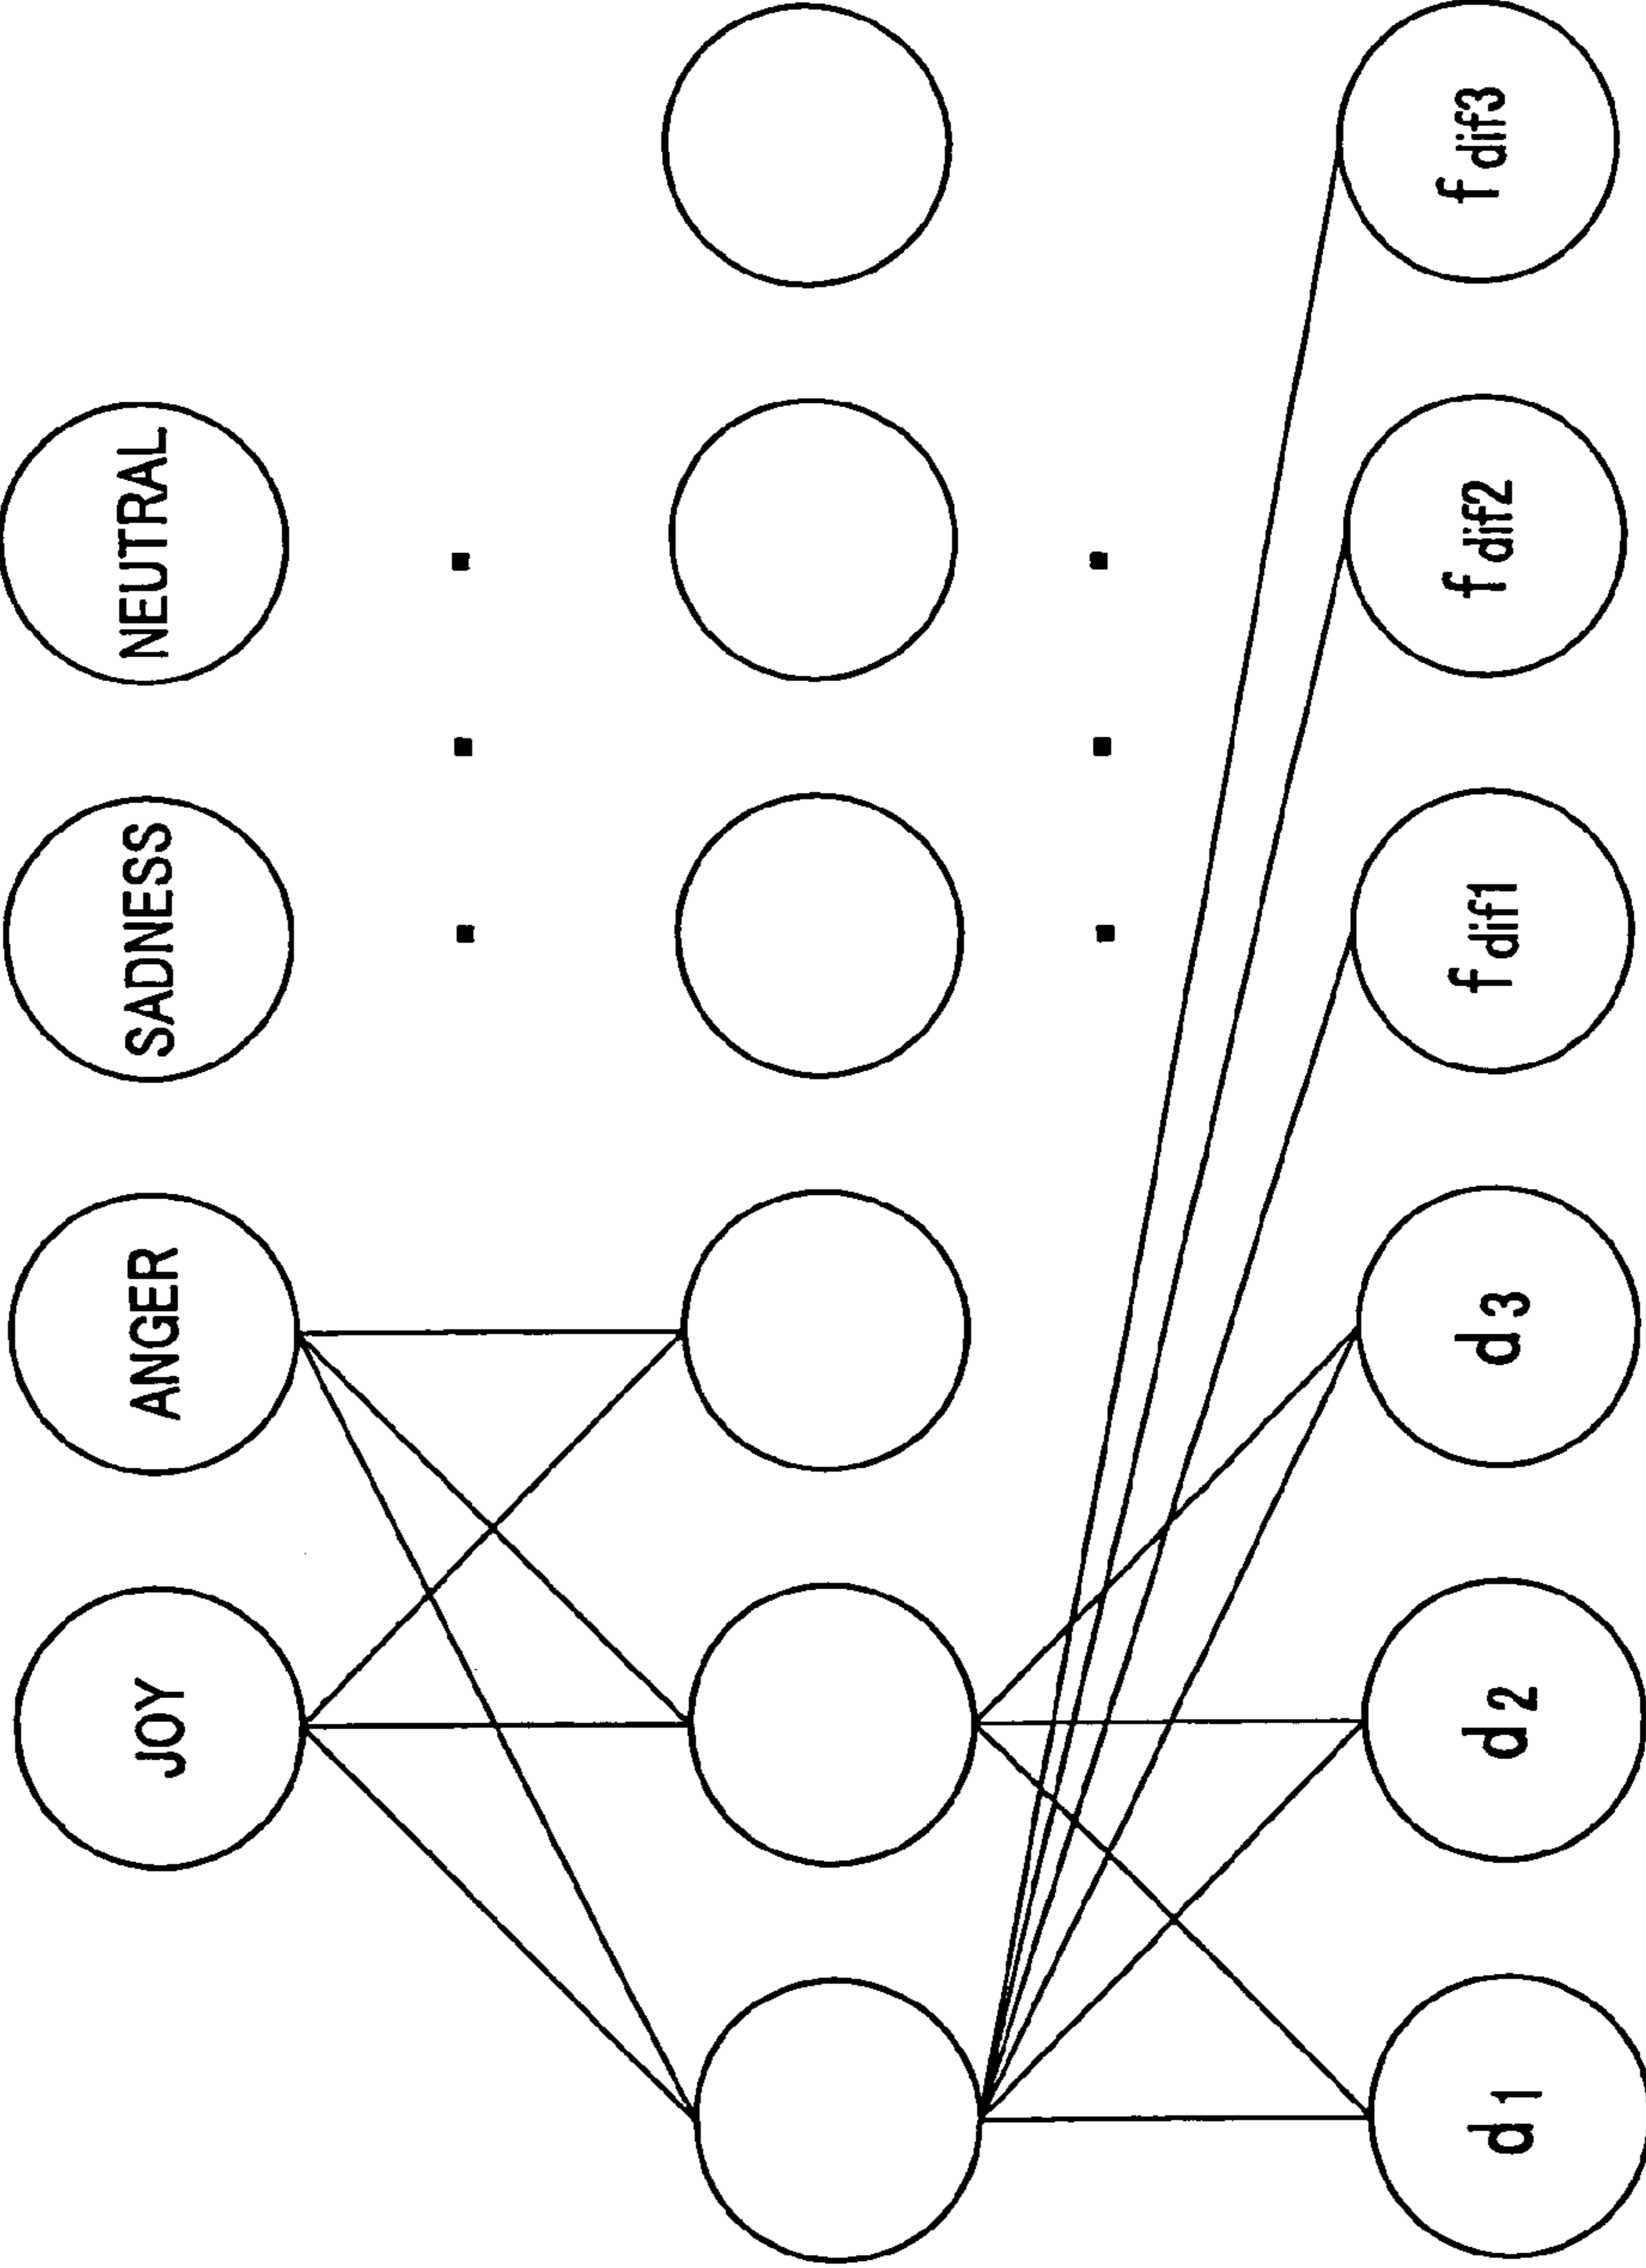 JOY
ANGER
SADNESS
NEUTRAL
d1
d2
d3
f dif1
f dif2
f dif3